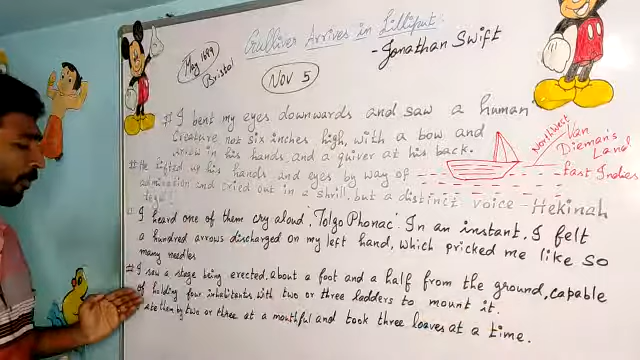 Gulliver Arrives in Lilliput
- Jonathan Swift
May 1699
Bristol
Nov 5
# I bent my eyes downwards and saw a human
Creature not six inches high, with a bow and
arrow in his hands, and a quiver at his back.
Northwest Van
Dieman's
Land
East Indies
# He lifted up his hands and eyes by way of
admiration and cried out in a shrill, but a distinct voice - Hekinah
Degul
I heard one of them cry aloud 'Tolgo Phonac'. In an instant, I felt
a hundred arrows discharged on my left hand, which pricked me like so
many needles
# I saw a stage being erected, about a foot and a half from the ground, capable
of holding four inhabitants with two or three ladders to mount it.
ate them by two or three at a mouthful and took three loaves at a time.